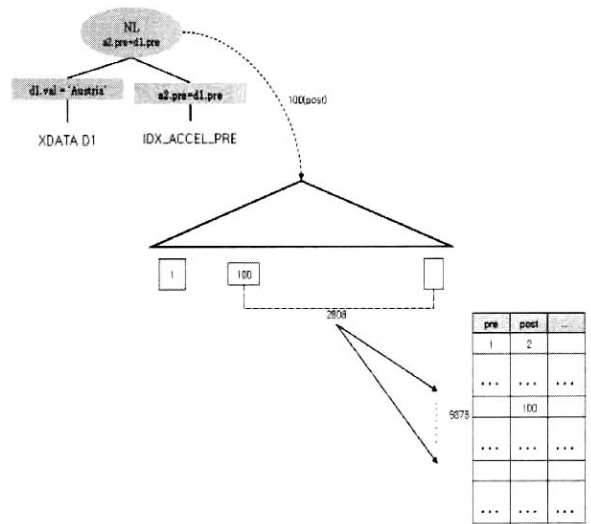 NL
a2.pre=d1.pre
d1.val = 'Austria'
a2.pre=d1.pre
100(post)
XDATA D1
IDX_ACCEL_PRE
1
100
2808
pre post ...
1 2
... ... ...
100
9878
... ... ...
... ... ...